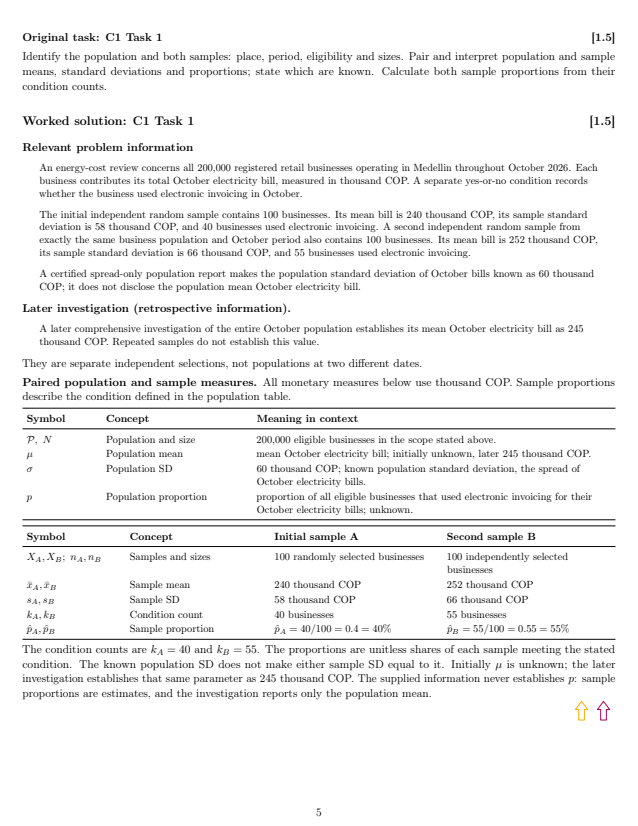 Original task: C1 Task 1 [1.5]
Identify the population and both samples: place, period, eligibility and sizes. Pair and interpret population and sample
means, standard deviations and proportions; state which are known. Calculate both sample proportions from their
condition counts.
Worked solution: C1 Task 1 [1.5]
Relevant problem information
An energy-cost review concerns all 200,000 registered retail businesses operating in Medellin throughout October 2026. Each
business contributes its total October electricity bill, measured in thousand COP. A separate yes-or-no condition records
whether the business used electronic invoicing in October.
The initial independent random sample contains 100 businesses. Its mean bill is 240 thousand COP, its sample standard
deviation is 58 thousand COP, and 40 businesses used electronic invoicing. A second independent random sample from
exactly the same business population and October period also contains 100 businesses. Its mean bill is 252 thousand COP,
its sample standard deviation is 66 thousand COP, and 55 businesses used electronic invoicing.
A certified spread-only population report makes the population standard deviation of October bills known as 60 thousand
COP; it does not disclose the population mean October electricity bill.
Later investigation (retrospective information).
A later comprehensive investigation of the entire October population establishes its mean October electricity bill as 245
thousand COP. Repeated samples do not establish this value.
They are separate independent selections, not populations at two different dates.
Paired population and sample measures. All monetary measures below use thousand COP. Sample proportions
describe the condition defined in the population table.
Symbol Concept Meaning in context
𝒫, N Population and size 200,000 eligible businesses in the scope stated above.
μ Population mean mean October electricity bill; initially unknown, later 245 thousand COP.
σ Population SD 60 thousand COP; known population standard deviation, the spread of
October electricity bills.
p Population proportion proportion of all eligible businesses that used electronic invoicing for their
October electricity bills; unknown.
Symbol Concept Initial sample A Second sample B
X_A, X_B; n_A, n_B Samples and sizes 100 randomly selected businesses 100 independently selected
businesses
x̄_A, x̄_B Sample mean 240 thousand COP 252 thousand COP
s_A, s_B Sample SD 58 thousand COP 66 thousand COP
k_A, k_B Condition count 40 businesses 55 businesses
p̂_A, p̂_B Sample proportion p̂_A = 40/100 = 0.4 = 40% p̂_B = 55/100 = 0.55 = 55%
The condition counts are k_A = 40 and k_B = 55. The proportions are unitless shares of each sample meeting the stated
condition. The known population SD does not make either sample SD equal to it. Initially μ is unknown; the later
investigation establishes that same parameter as 245 thousand COP. The supplied information never establishes p: sample
proportions are estimates, and the investigation reports only the population mean.
5